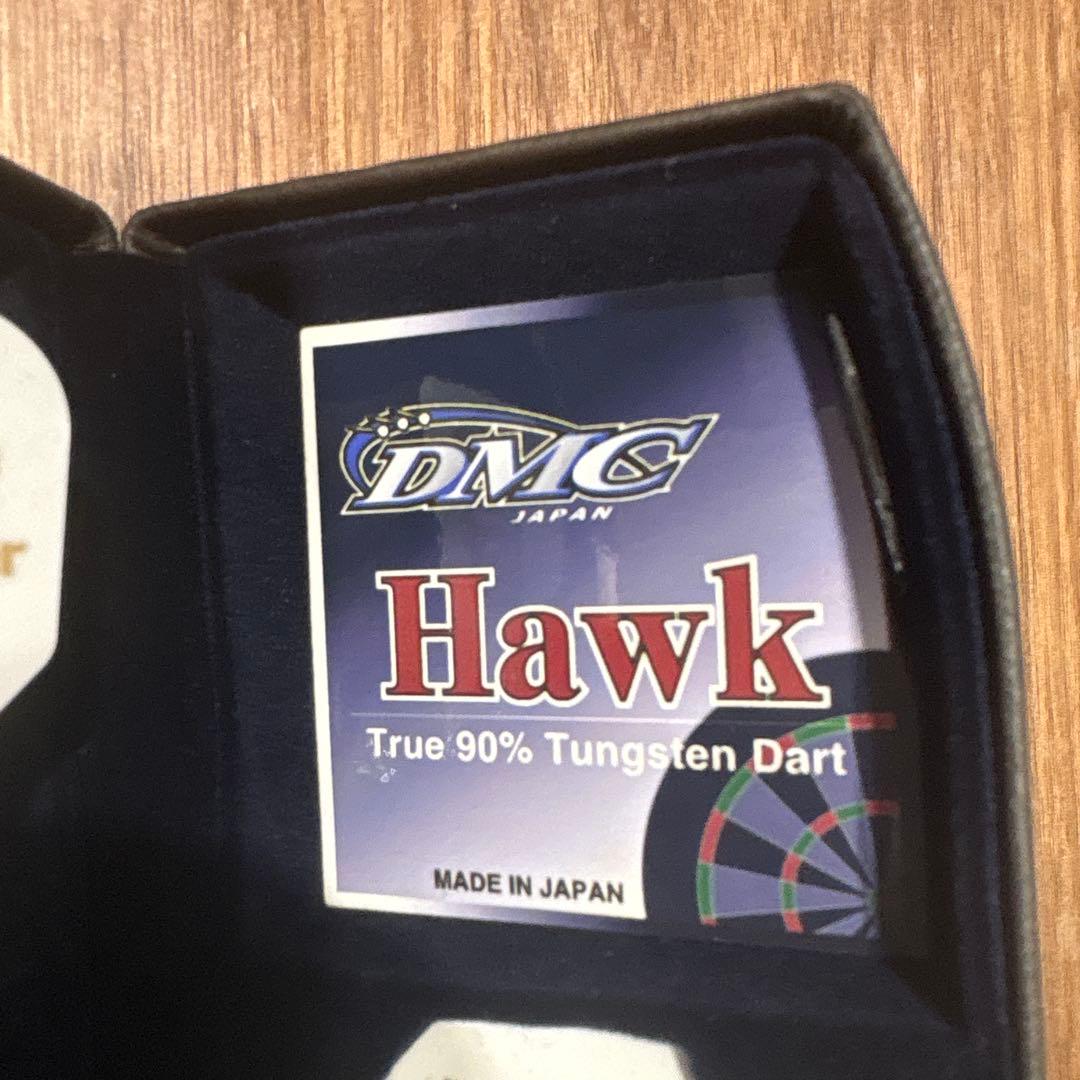 DMC
JAPAN
Hawk
True 90% Tungsten Dart
MADE IN JAPAN
r